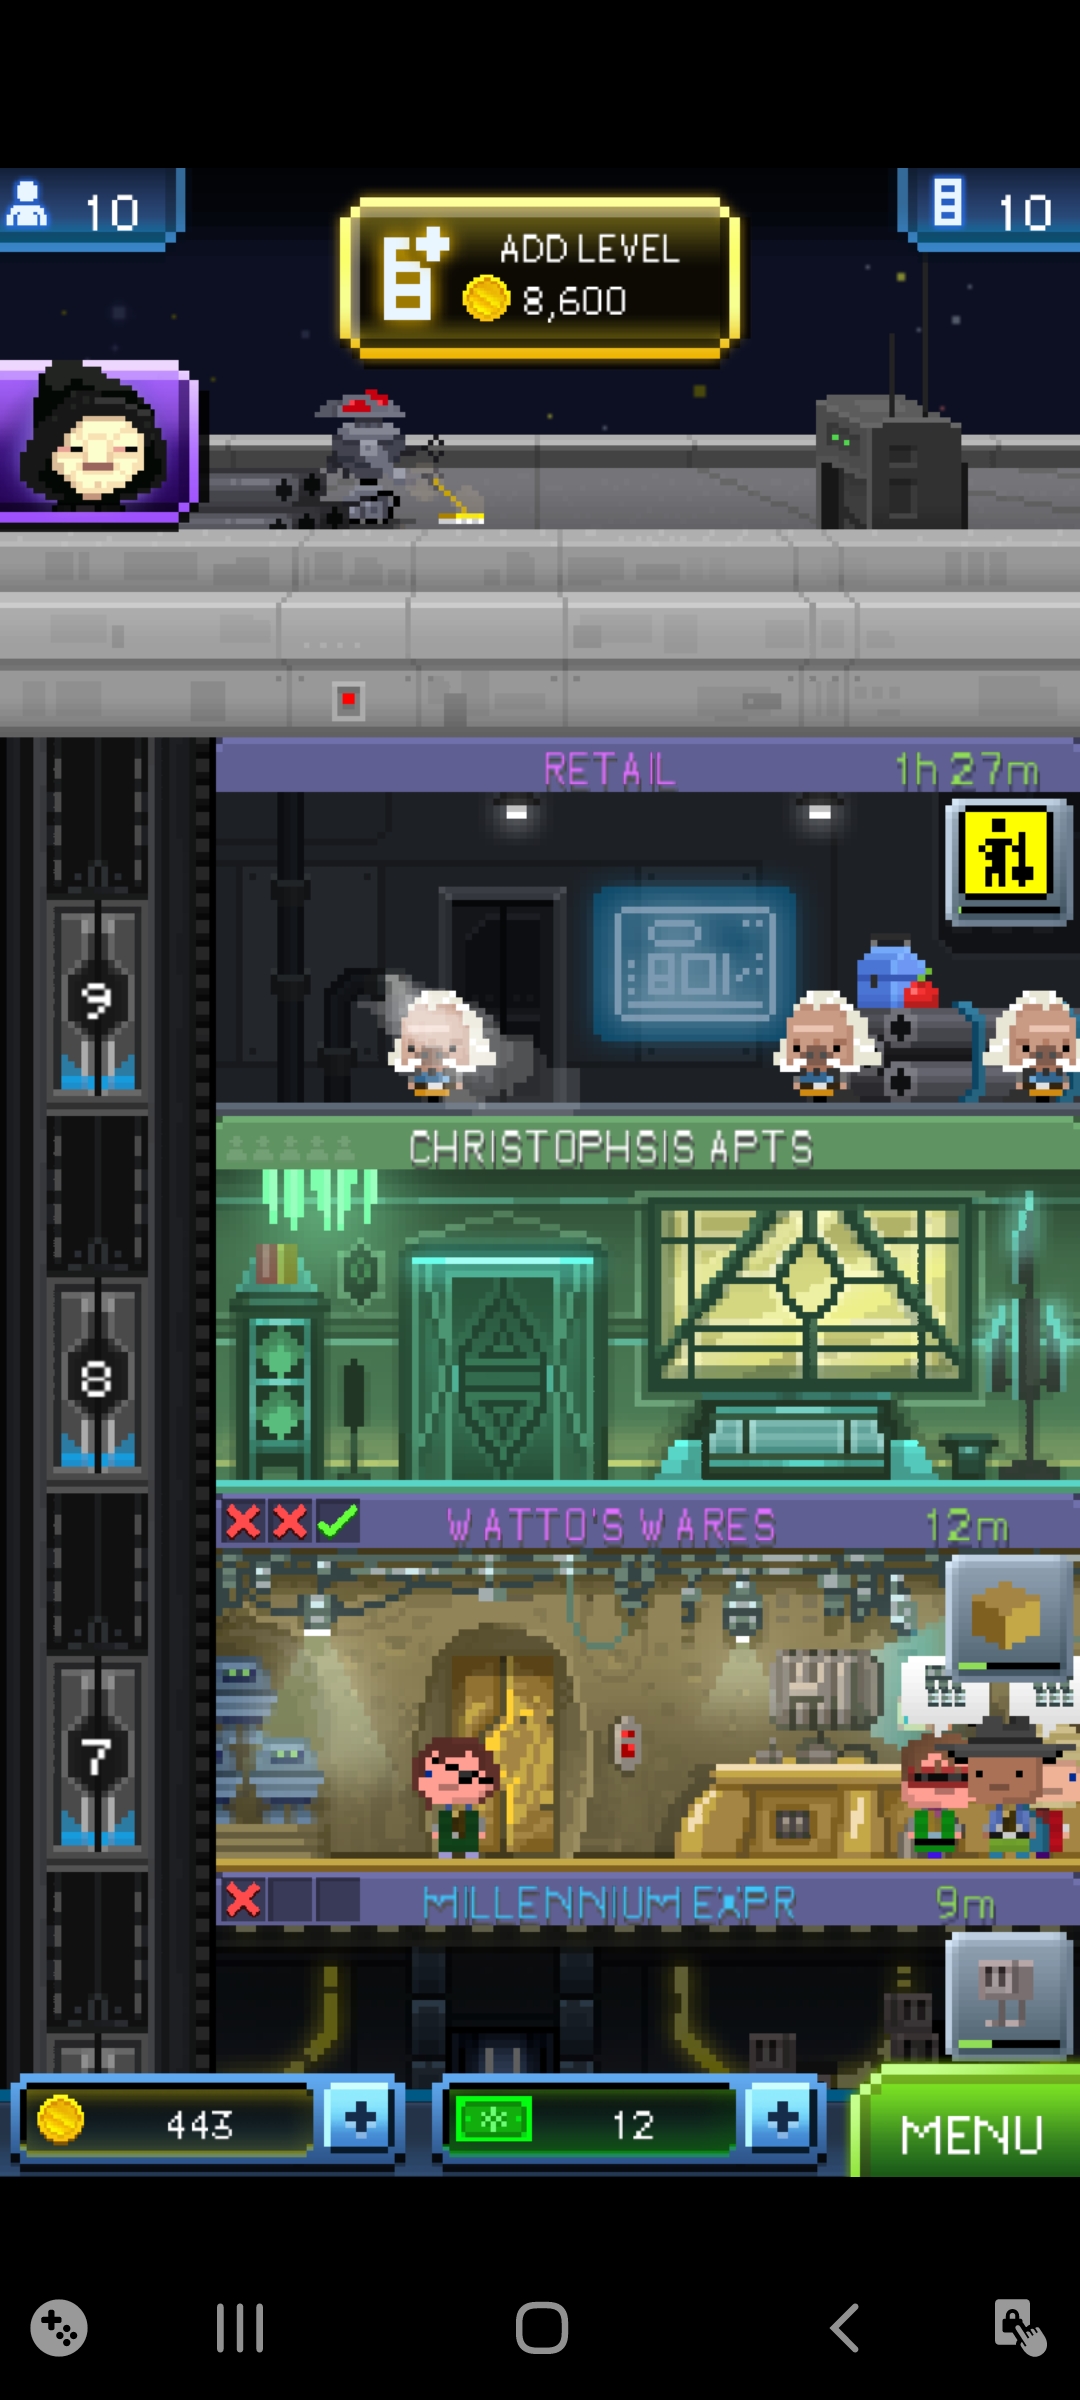 10
ADD LEVEL
8,600
10
RETAIL 1h 27m
9
CHRISTOPHSIS APTS
8
WATTO'S WARES 12m
7
MILLENNIUM EXPR 9m
443
12
MENU